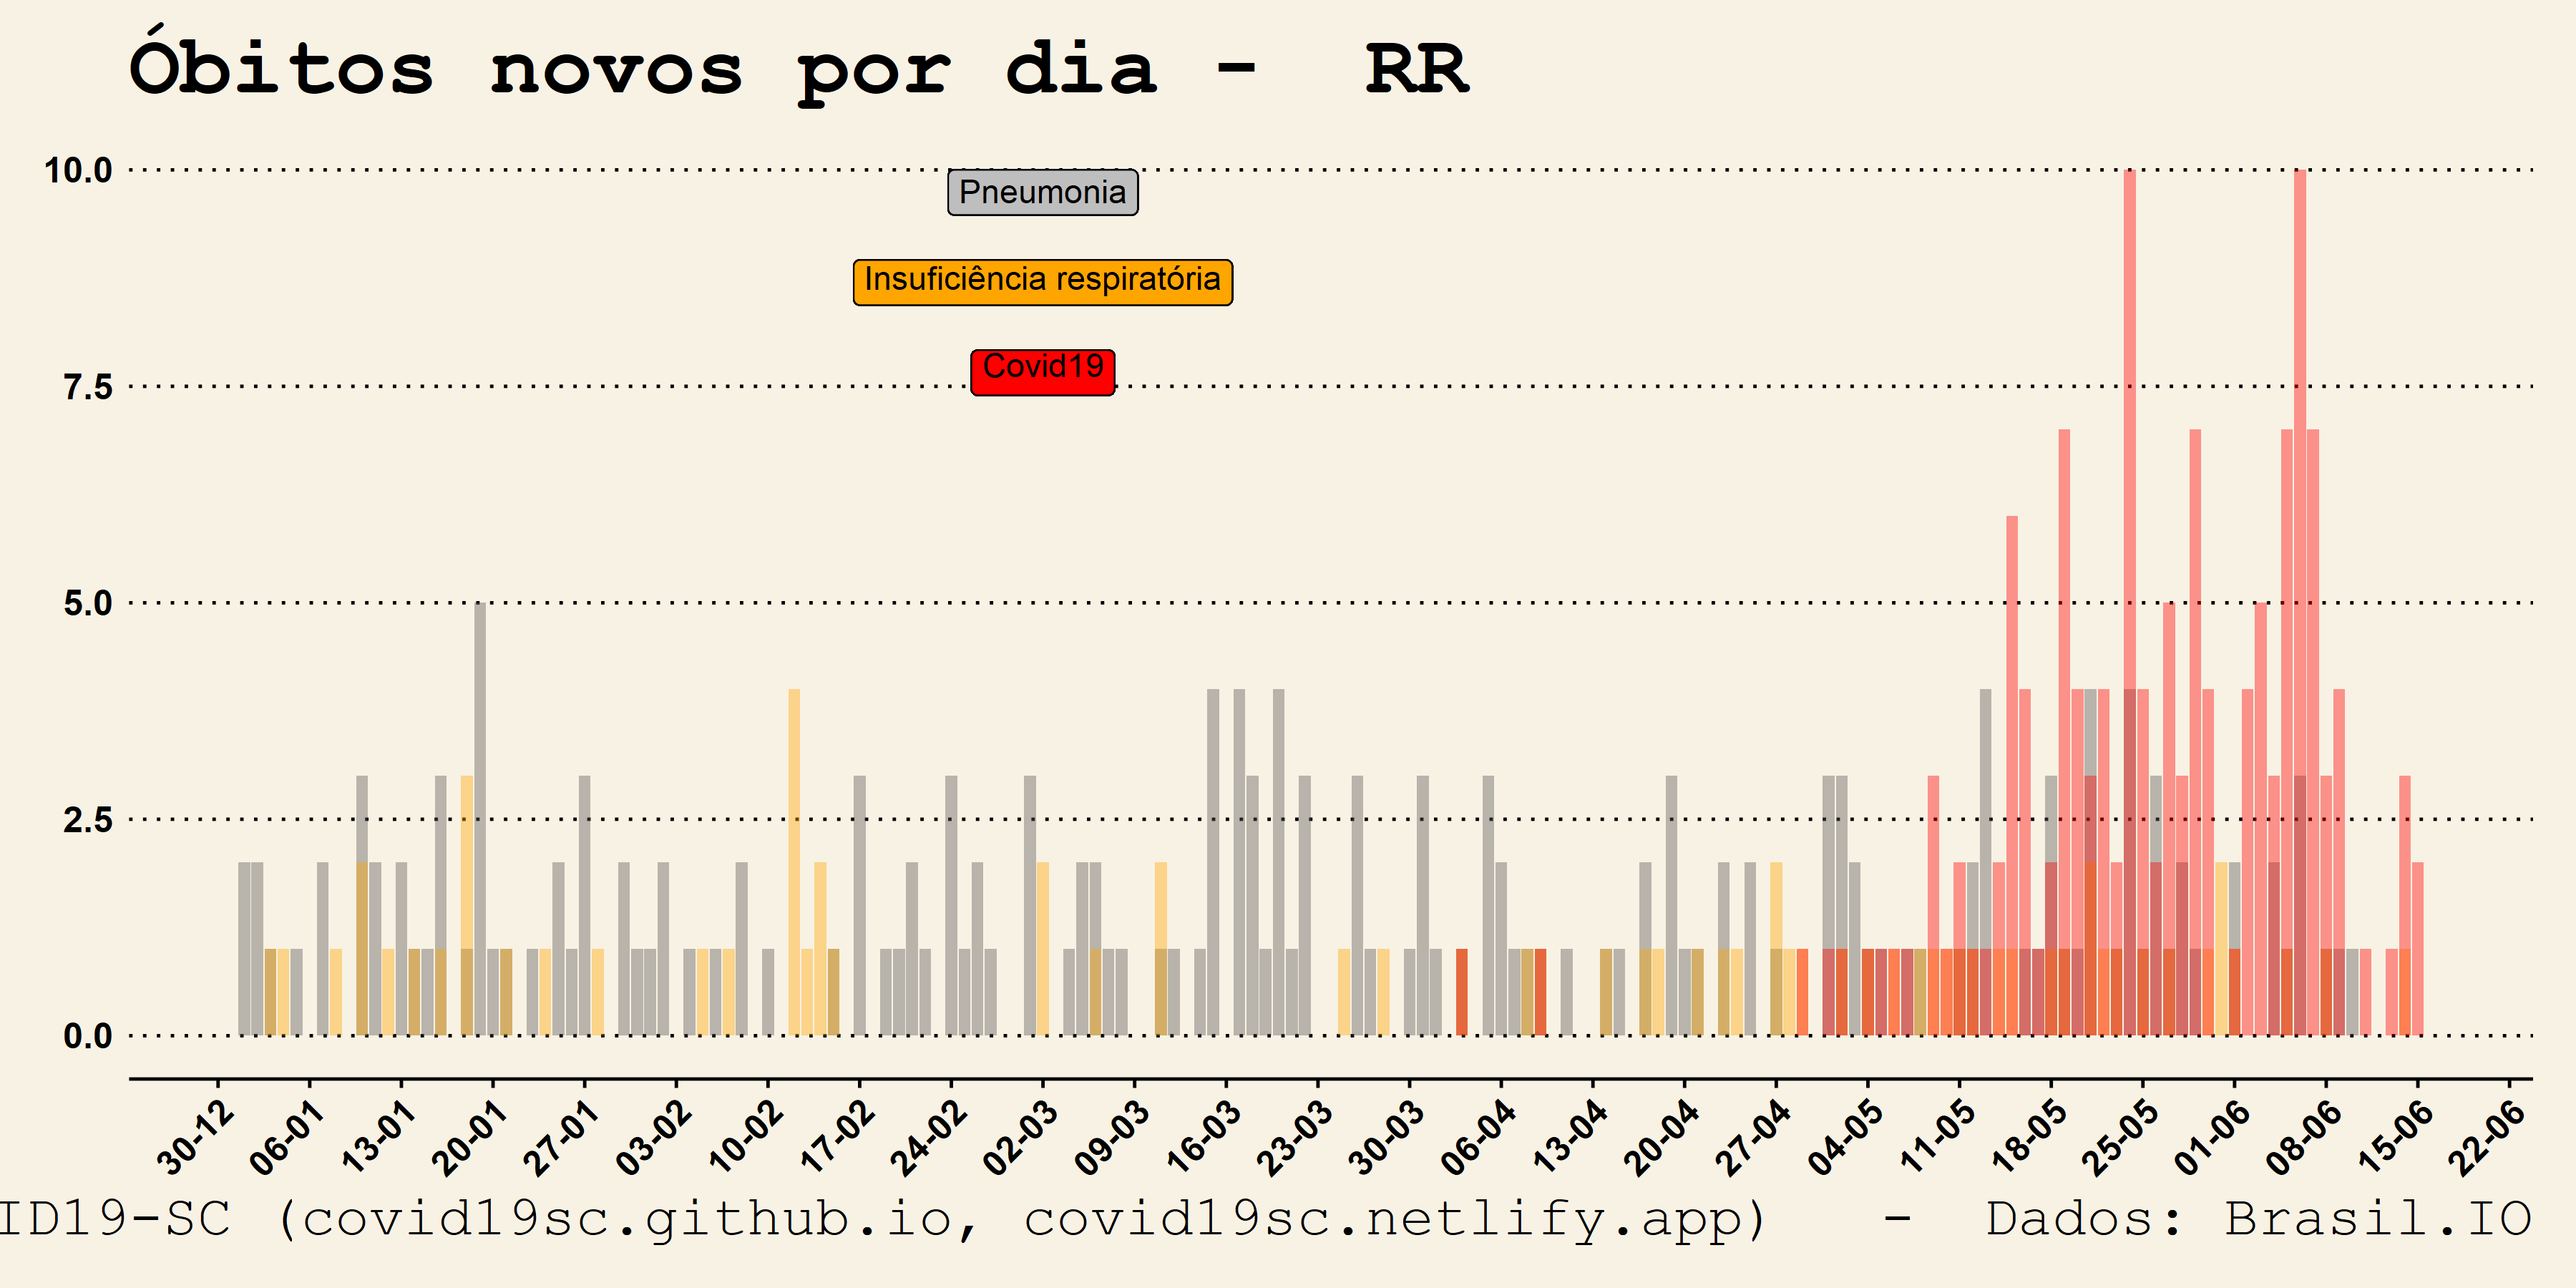 Óbitos novos por dia - RR
10.0
Pneumonia
Insuficiência respiratória
7.5
Covid19
5.0
2.5
0.0
30-12 06-01 13-01 20-01 27-01 03-02 10-02 17-02 24-02 02-03 09-03 16-03 23-03 30-03 06-04 13-04 20-04 27-04 04-05 11-05 18-05 25-05 01-06 08-06 15-06 22-06
ID19-SC (covid19sc.github.io, covid19sc.netlify.app) - Dados: Brasil.IO